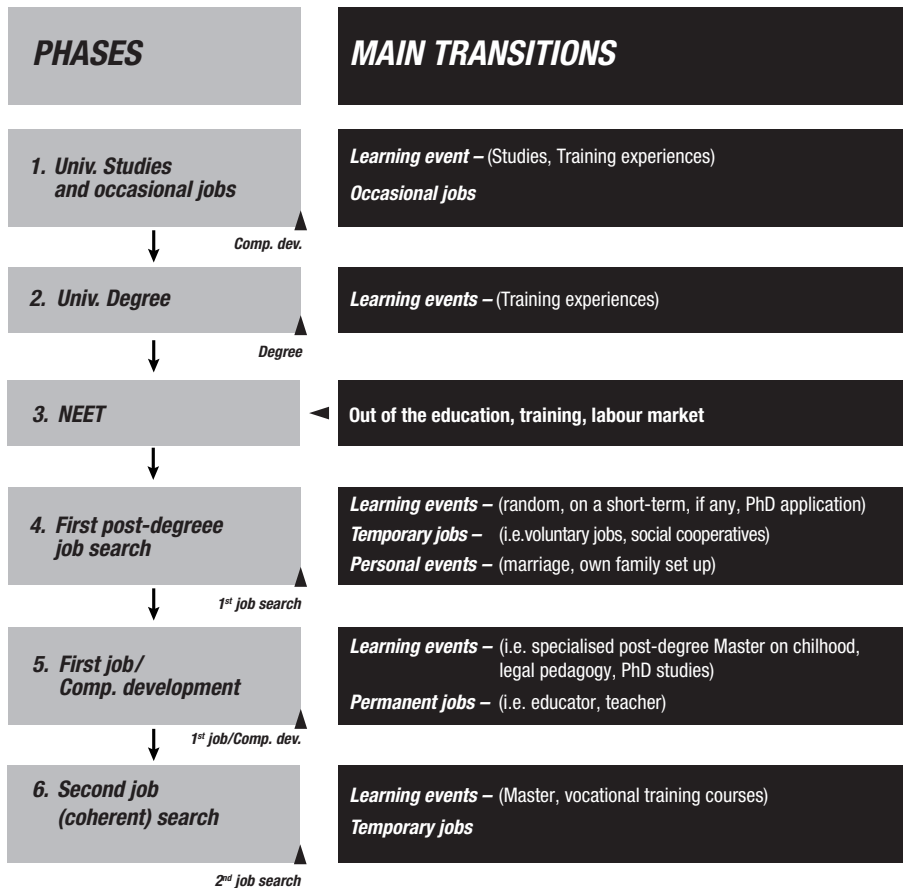 PHASES
MAIN TRANSITIONS
1. Univ. Studies
and occasional jobs
Learning event – (Studies, Training experiences)
Occasional jobs
Comp. dev.
2. Univ. Degree
Learning events – (Training experiences)
Degree
3. NEET
Out of the education, training, labour market
4. First post-degreee
job search
Learning events – (random, on a short-term, if any, PhD application)
Temporary jobs – (i.e.voluntary jobs, social cooperatives)
Personal events – (marriage, own family set up)
1st job search
5. First job/
Comp. development
Learning events – (i.e. specialised post-degree Master on chilhood,
legal pedagogy, PhD studies)
Permanent jobs – (i.e. educator, teacher)
1st job/Comp. dev.
6. Second job
(coherent) search
Learning events – (Master, vocational training courses)
Temporary jobs
2nd job search